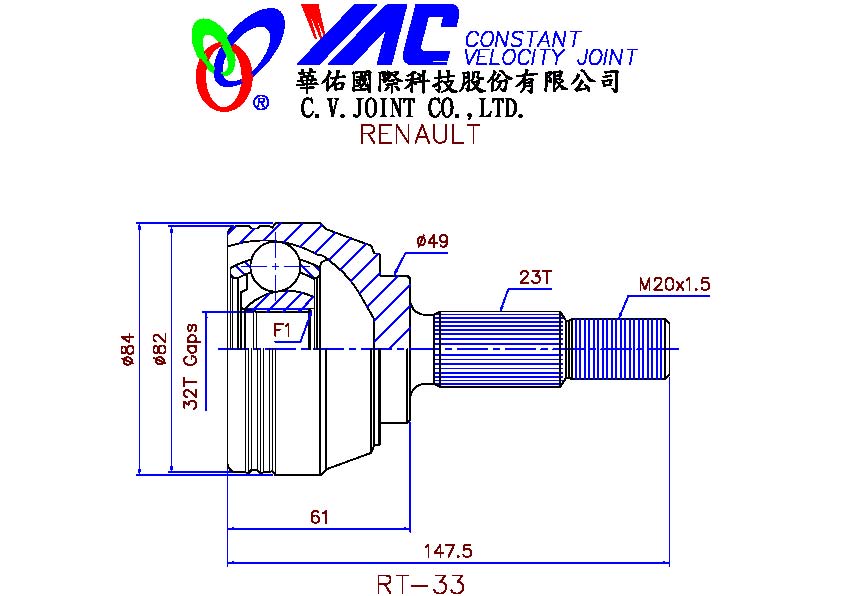 YAC CONSTANT
VELOCITY JOINT
®
華佑國際科技股份有限公司
C.V.JOINT CO.,LTD.
RENAULT
ø49
23T
M20x1.5
F1
ø84
ø82
32T Gaps
61
147.5
RT-33